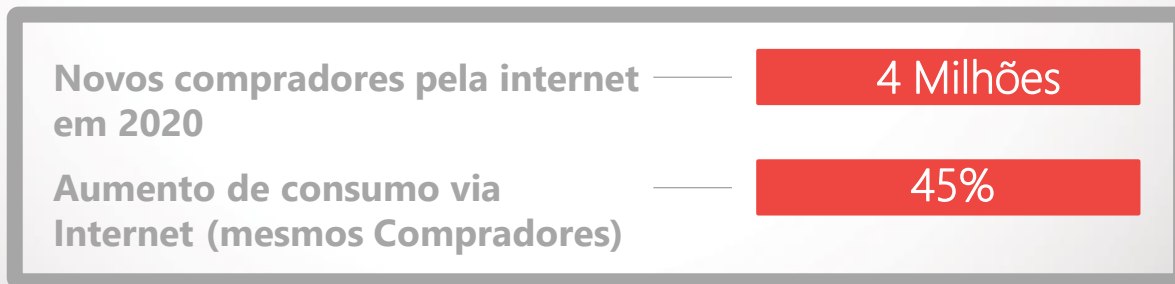 Novos compradores pela internet
em 2020
4 Milhões
Aumento de consumo via
Internet (mesmos Compradores)
45%